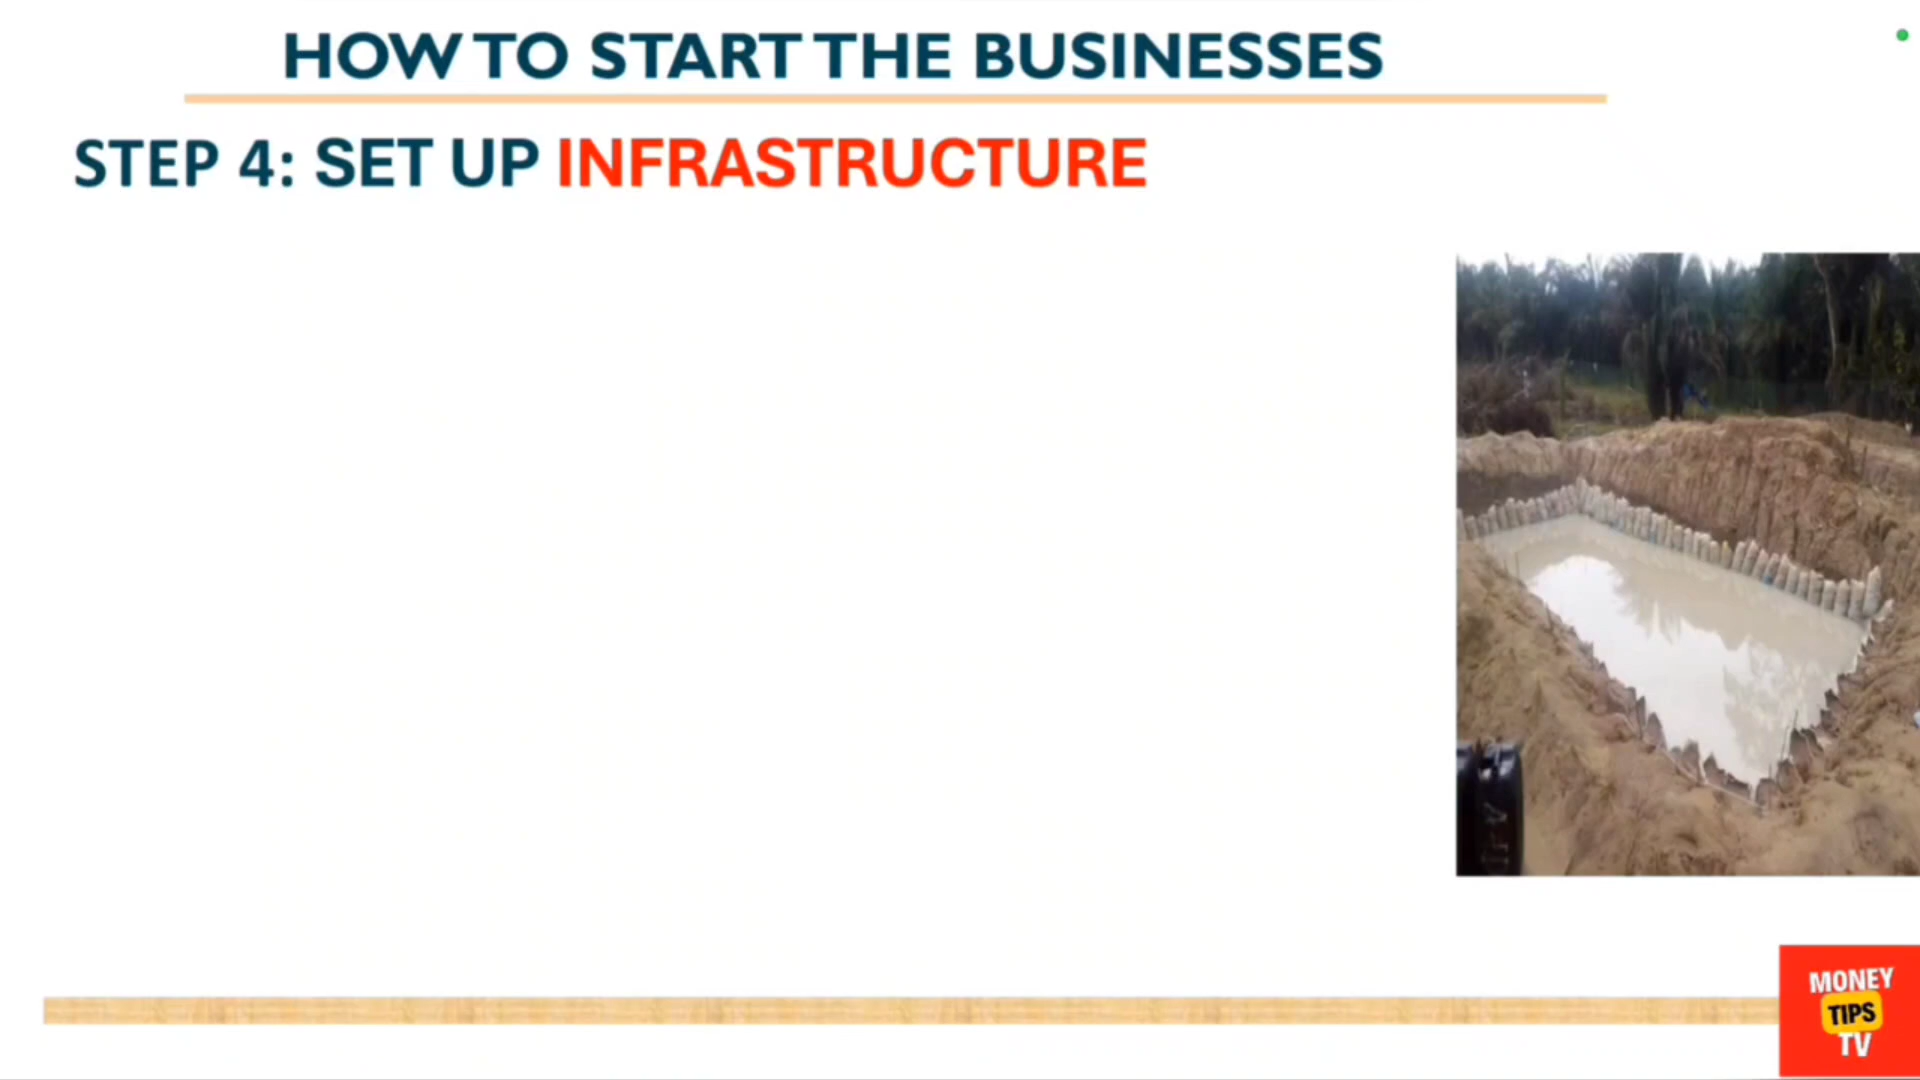 HOW TO START THE BUSINESSES
STEP 4: SET UP INFRASTRUCTURE
MONEY
TIPS
TV